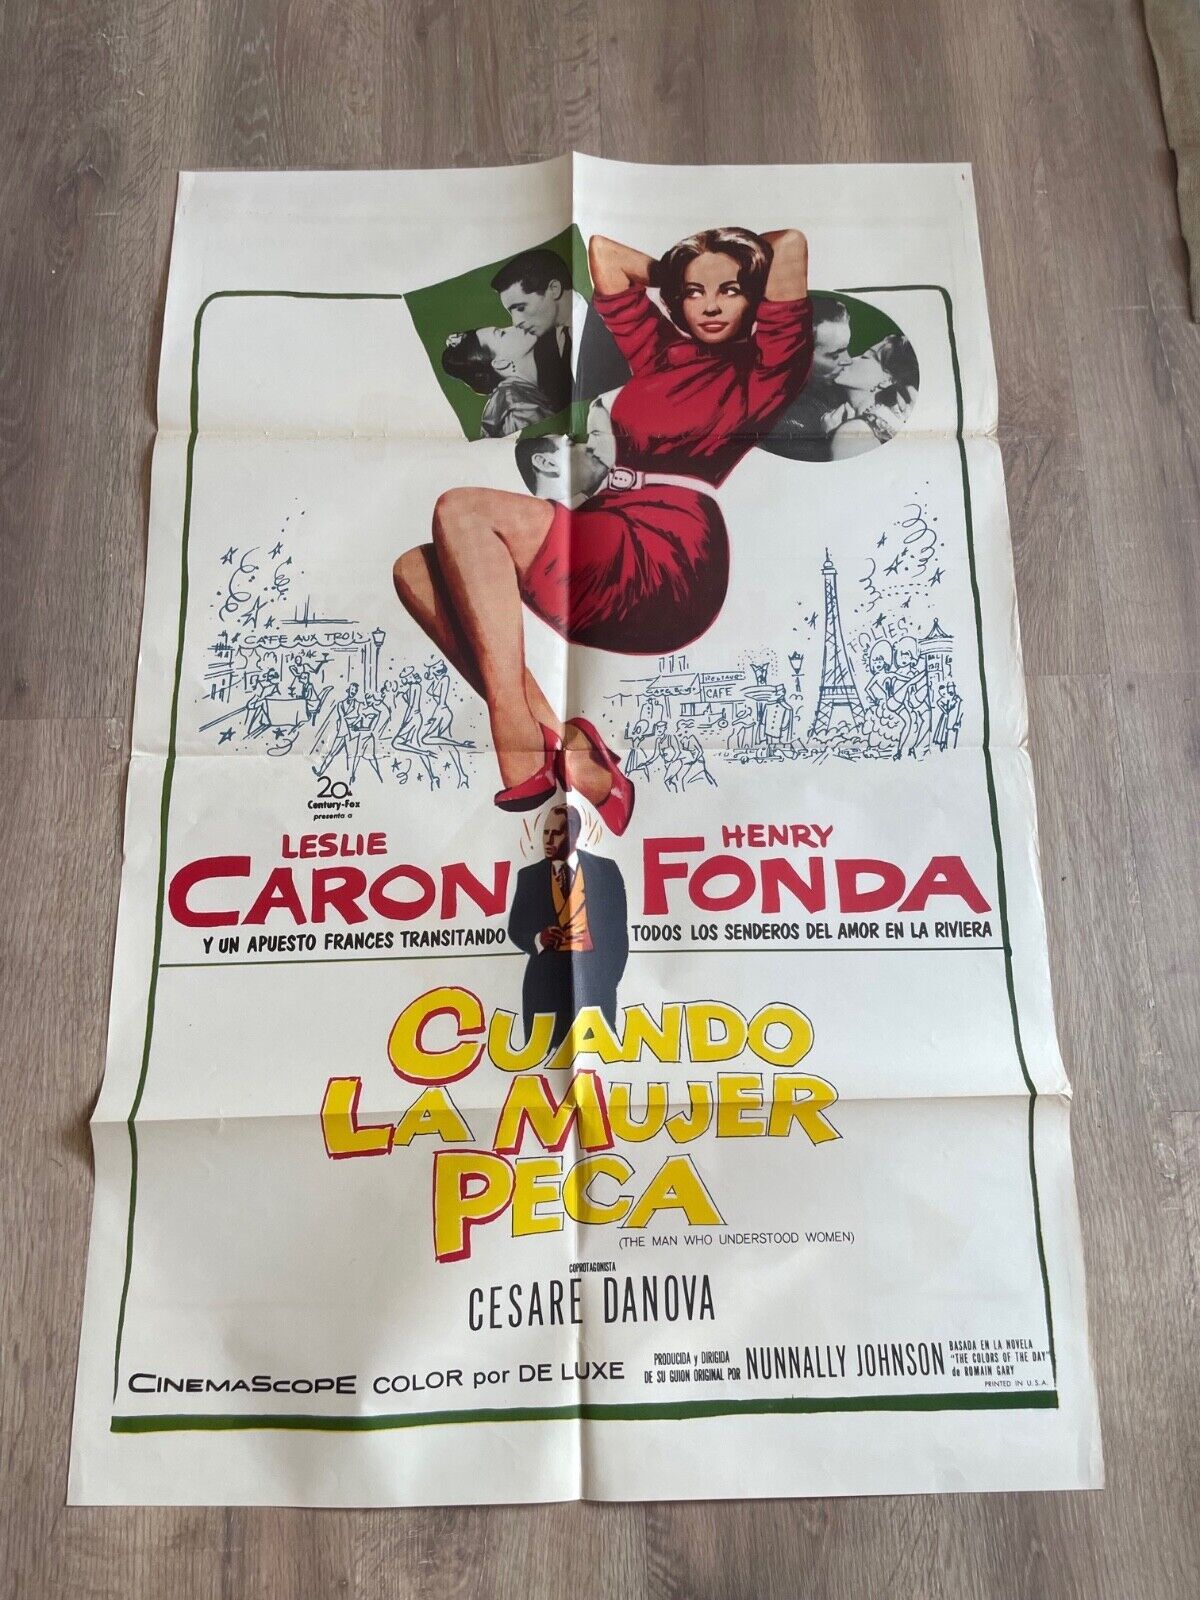 CAFE AUX TROIS
FOLIES
RESTAUR
CAFE
20th
Century-Fox
presenta a
LESLIE
CARON
HENRY
FONDA
Y UN APUESTO FRANCES TRANSITANDO TODOS LOS SENDEROS DEL AMOR EN LA RIVIERA
CUANDO
LA MUJER
PECA
(THE MAN WHO UNDERSTOOD WOMEN)
COPROTAGONISTA
CESARE DANOVA
CINEMASCOPE COLOR por DE LUXE
PRODUCIDA y DIRIGIDA
DE SU GUION ORIGINAL POR
NUNNALLY JOHNSON
BASADA EN LA NOVELA
"THE COLORS OF THE DAY"
de ROMAIN GARY
PRINTED IN U.S.A.